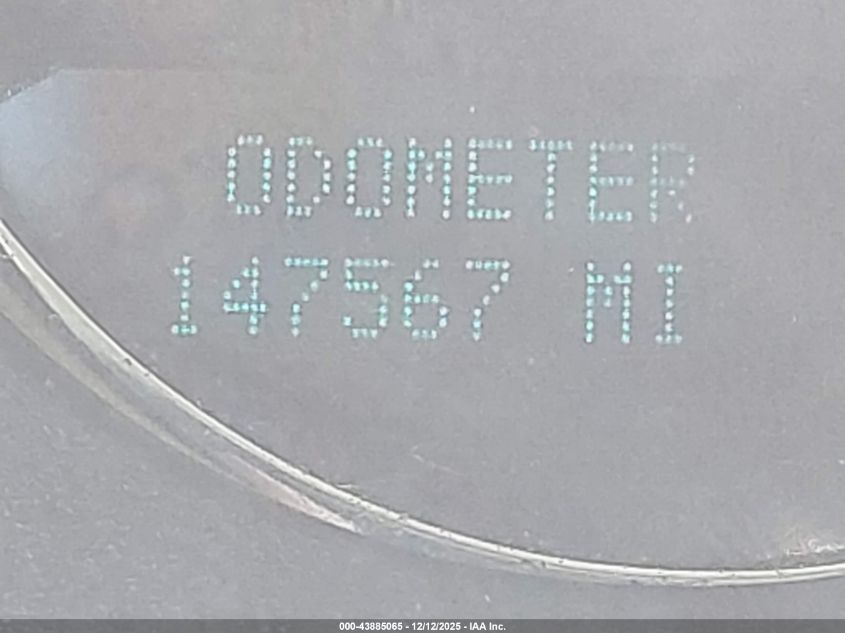 ODOMETER
147567 MI
000-43885065 - 12/12/2025 - IAA Inc.